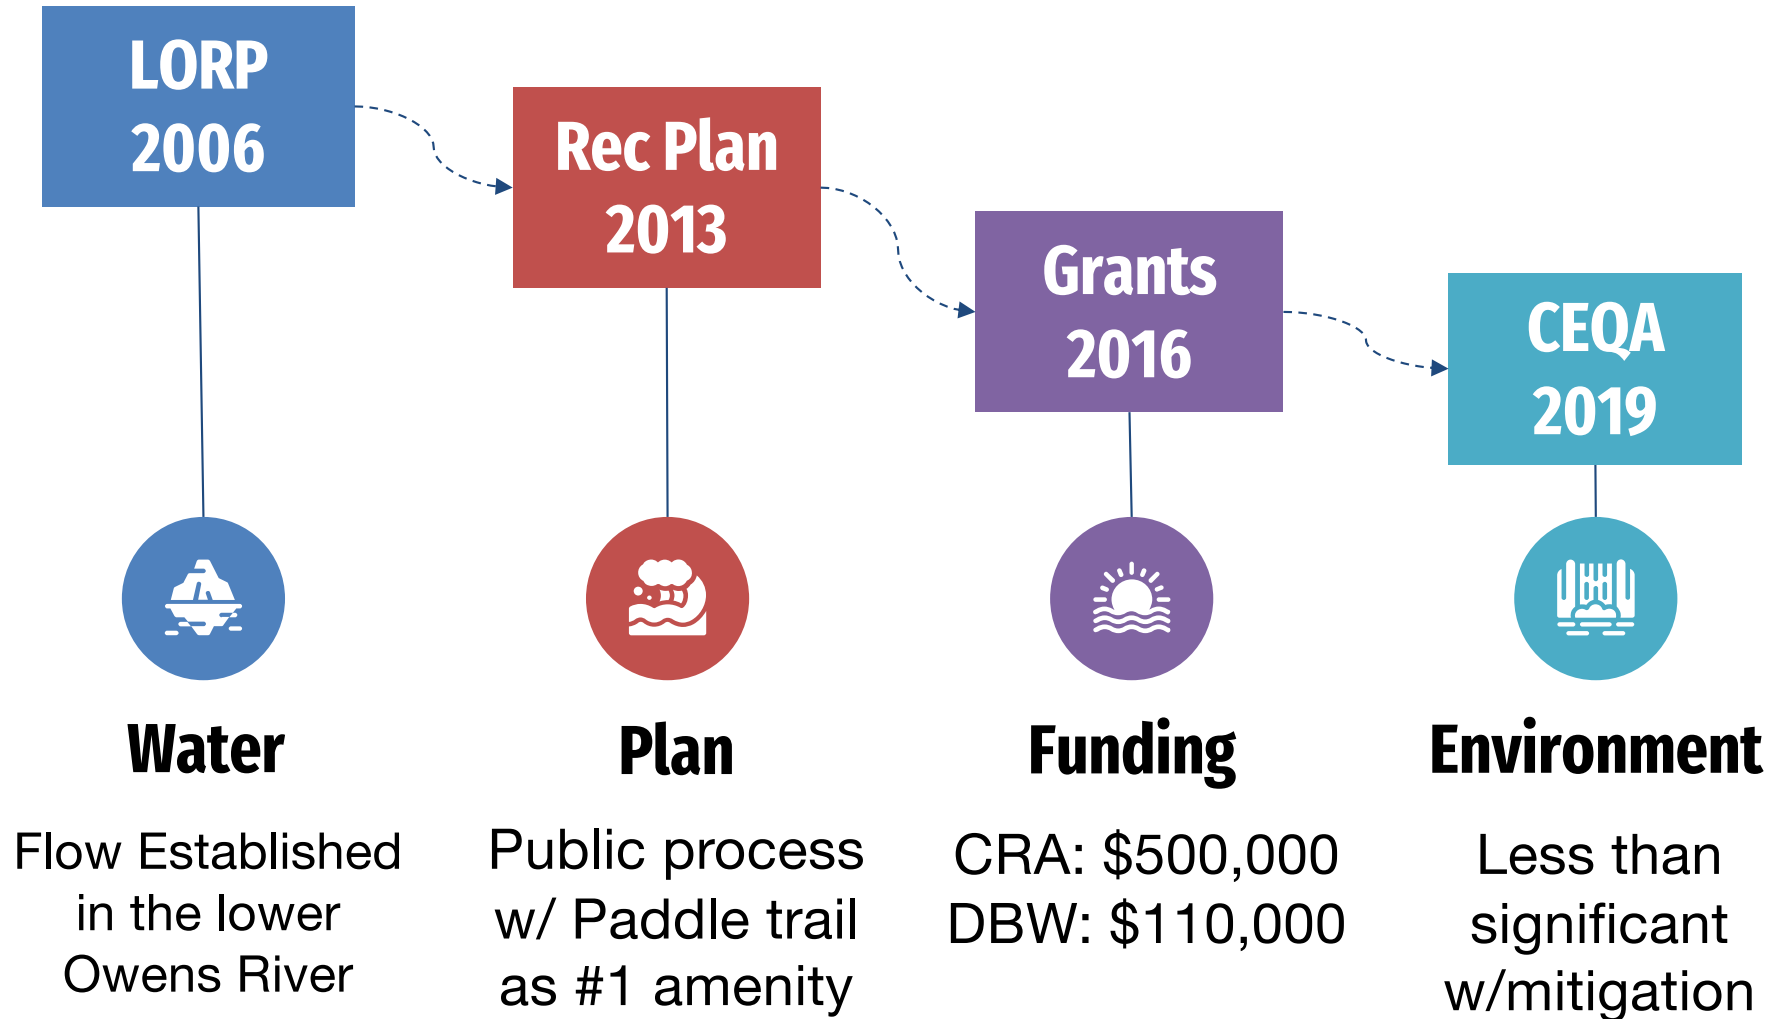 LORP
2006
Rec Plan
2013
Grants
2016
CEQA
2019
Water
Flow Established
in the lower
Owens River
Plan
Public process
w/ Paddle trail
as #1 amenity
Funding
CRA: $500,000
DBW: $110,000
Environment
Less than
significant
w/mitigation